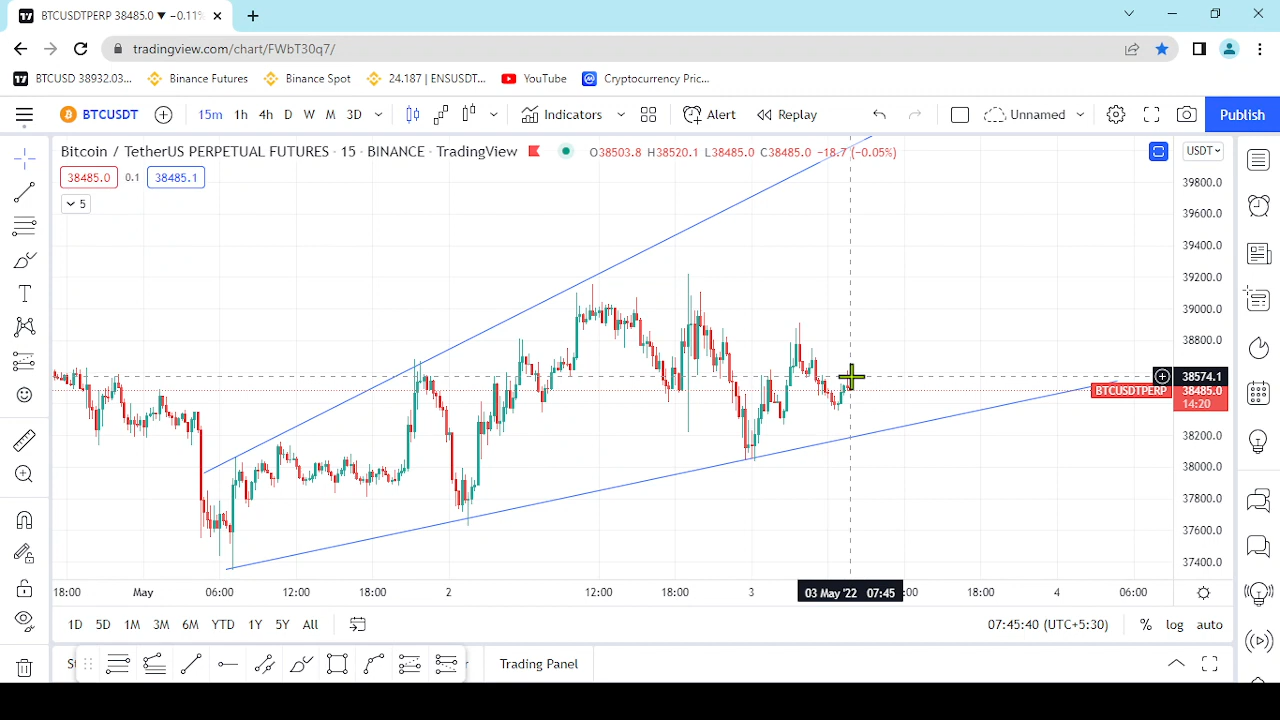 BTCUSDTPERP 38485.0 ▼ −0.11%
tradingview.com/chart/FWbT30q7/
BTCUSD 38932.03... Binance Futures Binance Spot 24.187 | ENSUSDT... YouTube Cryptocurrency Pric...
BTCUSDT 15m 1h 4h D W M 3D Indicators Alert Replay Unnamed Publish
Bitcoin / TetherUS PERPETUAL FUTURES · 15 · BINANCE · TradingView O38503.8 H38520.1 L38485.0 C38485.0 −18.7 (−0.05%) USDT
38485.0 0.1 38485.1
5
39800.0
39600.0
39400.0
39200.0
39000.0
38800.0
38574.1
BTCUSDTPERP 38485.0
14:20
38200.0
38000.0
37800.0
37600.0
37400.0
18:00 May 06:00 12:00 18:00 2 12:00 18:00 3 03 May '22 07:45 :00 18:00 4 06:00
1D 5D 1M 3M 6M YTD 1Y 5Y All 07:45:40 (UTC+5:30) % log auto
Trading Panel